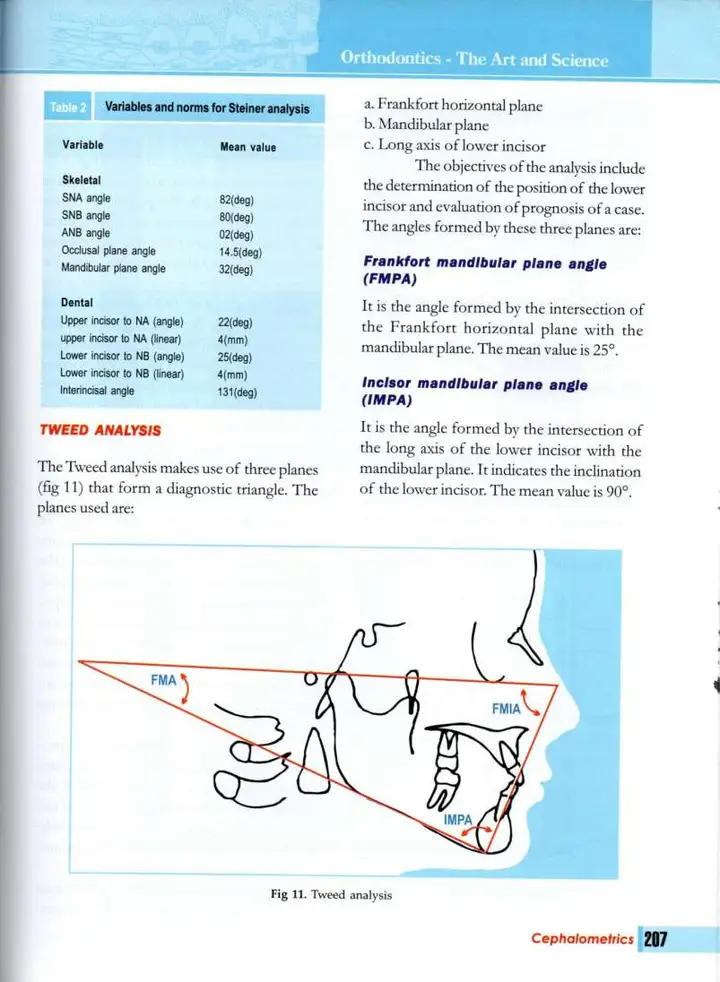 Orthodontics - The Art and Science
Table 2 Variables and norms for Steiner analysis
Variable Mean value
Skeletal
SNA angle 82(deg)
SNB angle 80(deg)
ANB angle 02(deg)
Occlusal plane angle 14.5(deg)
Mandibular plane angle 32(deg)
Dental
Upper incisor to NA (angle) 22(deg)
upper incisor to NA (linear) 4(mm)
Lower incisor to NB (angle) 25(deg)
Lower incisor to NB (linear) 4(mm)
Interincisal angle 131(deg)
TWEED ANALYSIS
The Tweed analysis makes use of three planes
(fig 11) that form a diagnostic triangle. The
planes used are:
a. Frankfort horizontal plane
b. Mandibular plane
c. Long axis of lower incisor
The objectives of the analysis include
the determination of the position of the lower
incisor and evaluation of prognosis of a case.
The angles formed by these three planes are:
Frankfort mandibular plane angle
(FMPA)
It is the angle formed by the intersection of
the Frankfort horizontal plane with the
mandibular plane. The mean value is 25°.
Incisor mandibular plane angle
(IMPA)
It is the angle formed by the intersection of
the long axis of the lower incisor with the
mandibular plane. It indicates the inclination
of the lower incisor. The mean value is 90°.
FMA
FMIA
IMPA
Fig 11. Tweed analysis
Cephalometrics 207